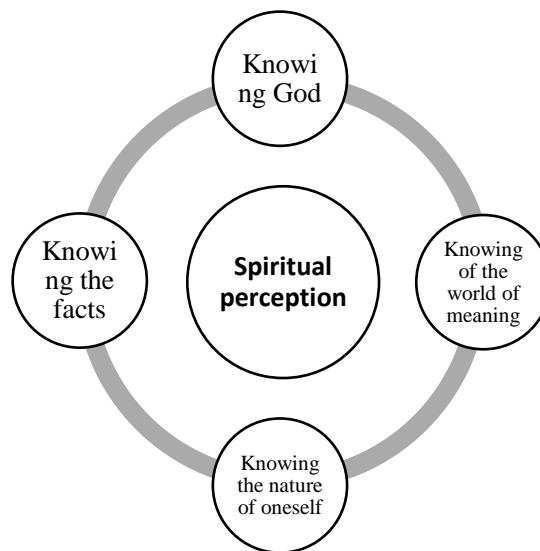 Knowi
ng God
Knowi
ng the
facts
Spiritual
perception
Knowing
of the
world of
meaning
Knowing
the nature
of oneself